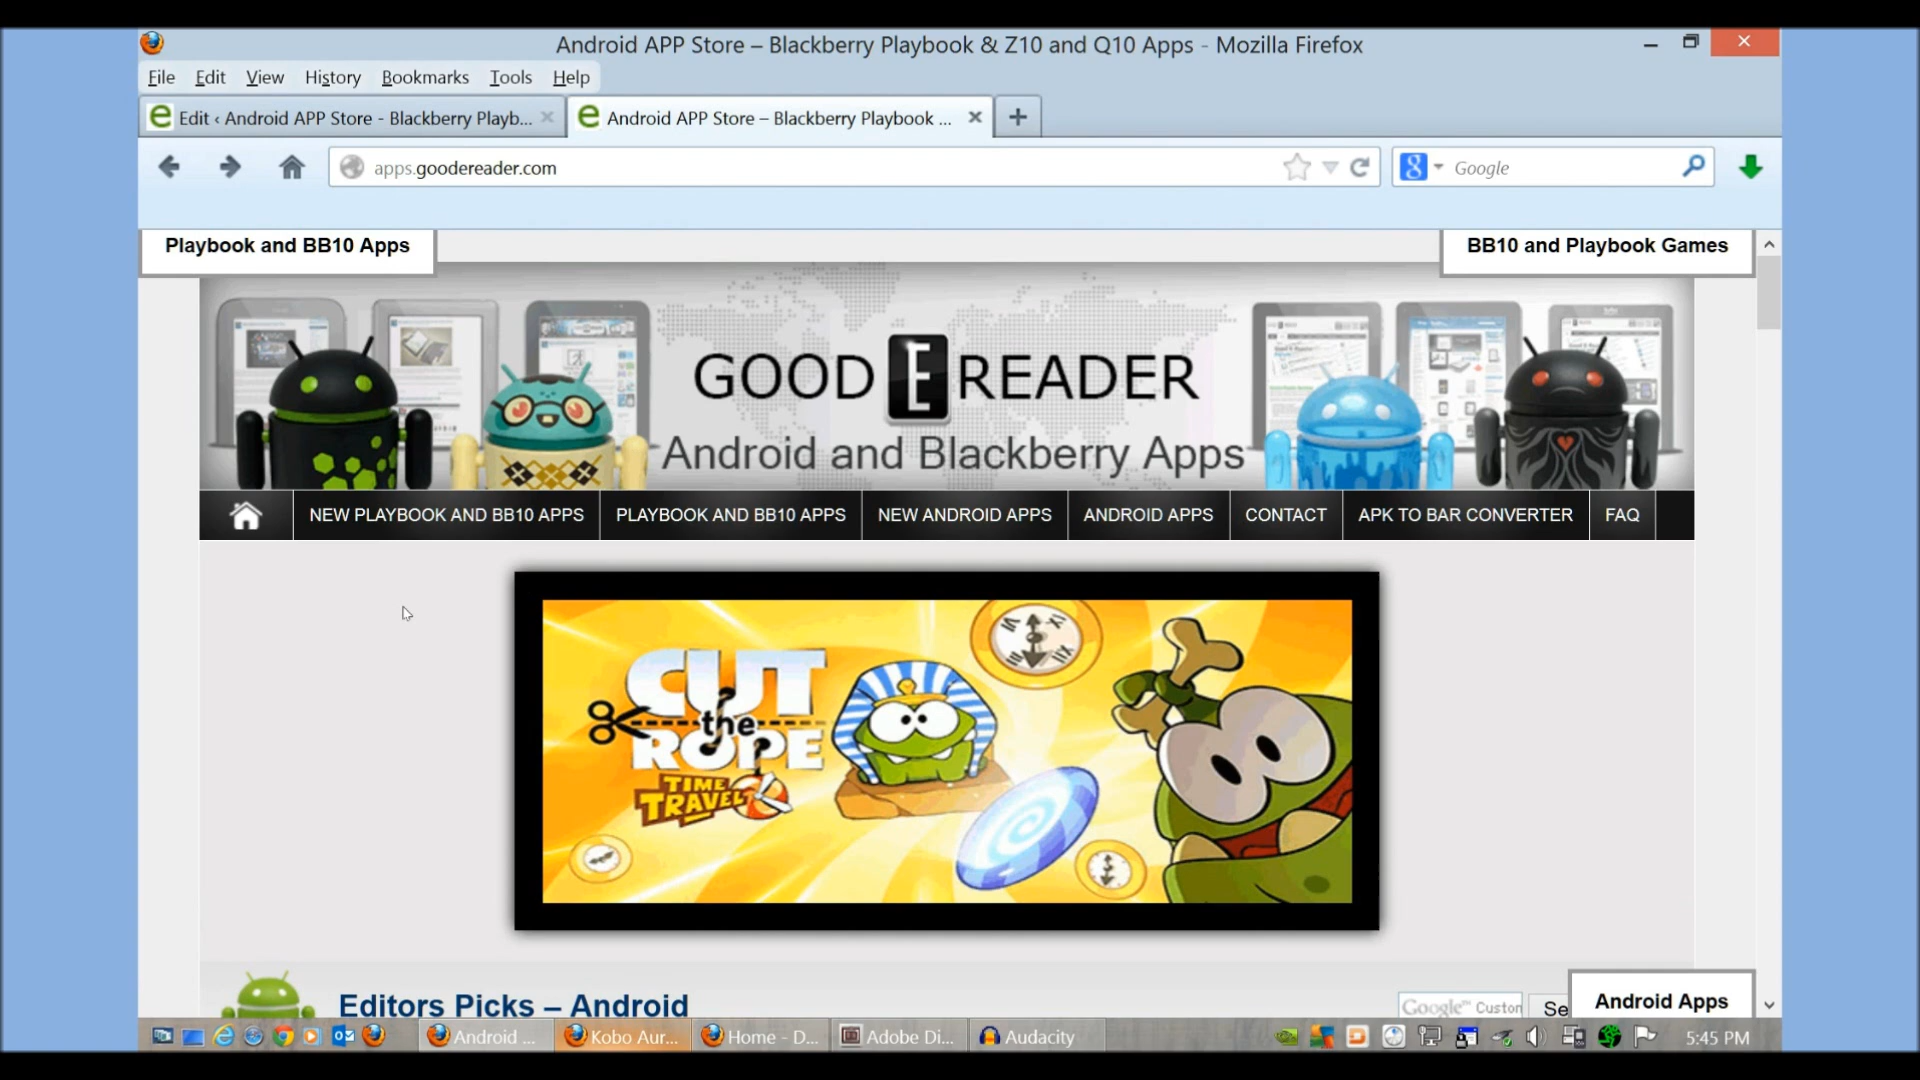 Android APP Store – Blackberry Playbook & Z10 and Q10 Apps - Mozilla Firefox
File Edit View History Bookmarks Tools Help
Edit ‹ Android APP Store - Blackberry Playb...
Android APP Store – Blackberry Playbook ...
apps.goodereader.com
Google
Playbook and BB10 Apps
BB10 and Playbook Games
GOOD E READER
Android and Blackberry Apps
NEW PLAYBOOK AND BB10 APPS PLAYBOOK AND BB10 APPS NEW ANDROID APPS ANDROID APPS CONTACT APK TO BAR CONVERTER FAQ
CUT
the
ROPE
TIME
TRAVEL
Editors Picks – Android
Google™ Custom
Se
Android Apps
Android ...
Kobo Aur...
Home - D...
Adobe Di...
Audacity
5:45 PM